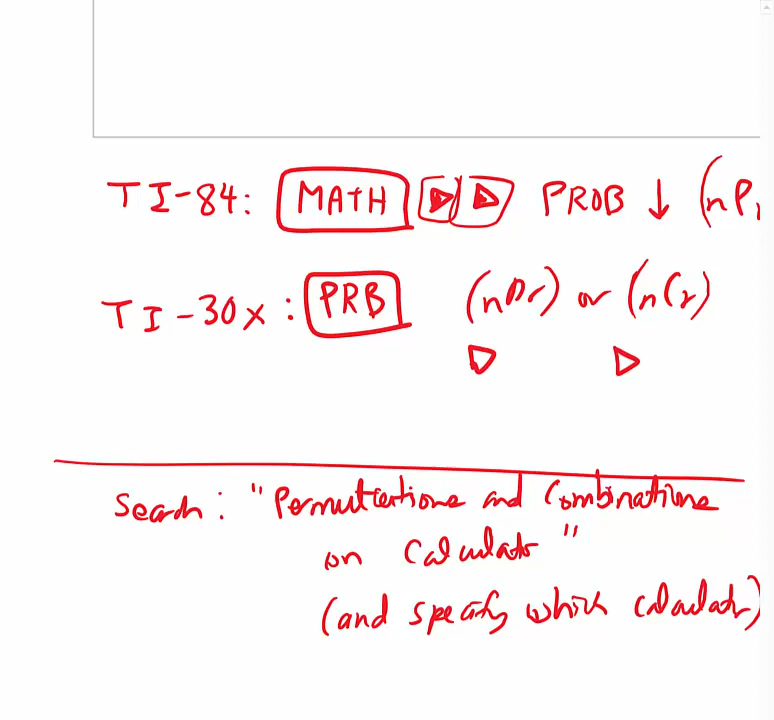 TI-84: MATH ▷ ▷ PROB ↓ (nPr
TI-30x: PRB (nPr) or (nCr)
▷ ▷
Search: "Permutations and Combinations
on Calculator"
(and specify which calculator)